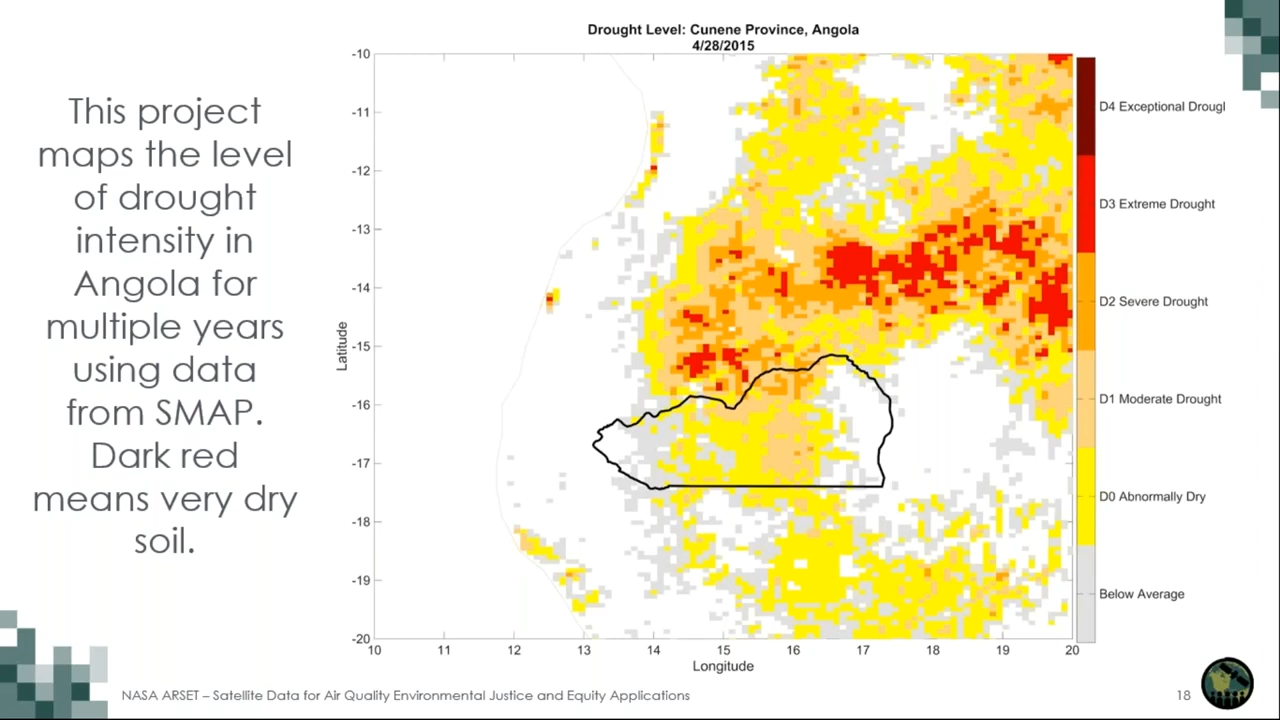 This project
maps the level
of drought
intensity in
Angola for
multiple years
using data
from SMAP.
Dark red
means very dry
soil.
Drought Level: Cunene Province, Angola
4/28/2015
Latitude
-10
-11
-12
-13
-14
-15
-16
-17
-18
-19
-20
10 11 12 13 14 15 16 17 18 19 20
Longitude
D4 Exceptional Drougl
D3 Extreme Drought
D2 Severe Drought
D1 Moderate Drought
D0 Abnormally Dry
Below Average
NASA ARSET – Satellite Data for Air Quality Environmental Justice and Equity Applications
18